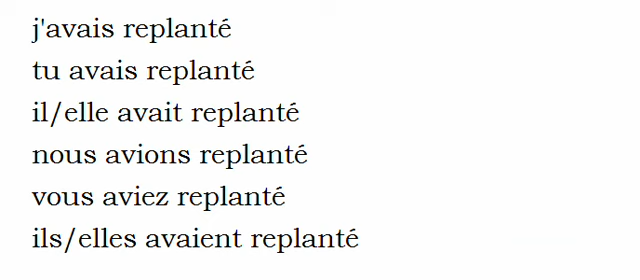 j'avais replanté
tu avais replanté
il/elle avait replanté
nous avions replanté
vous aviez replanté
ils/elles avaient replanté